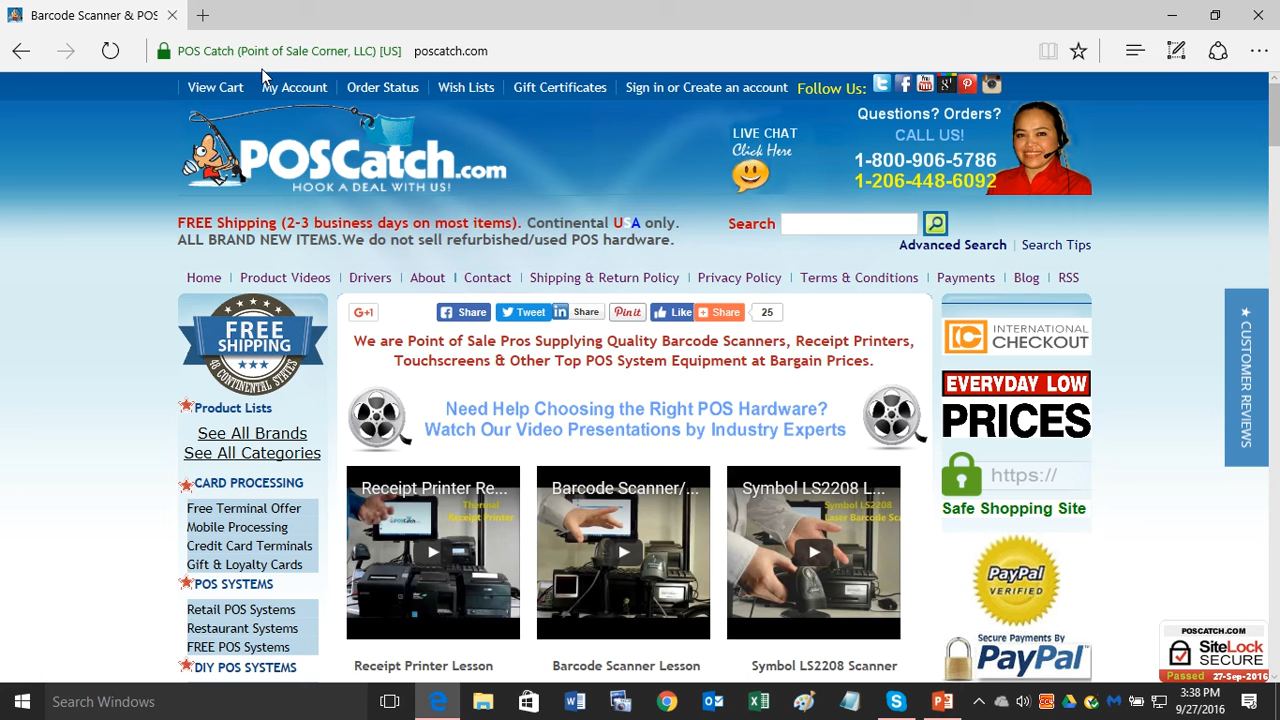 Barcode Scanner & POS
POS Catch (Point of Sale Corner, LLC) [US]
poscatch.com
View Cart
My Account
Order Status
Wish Lists
Gift Certificates
Sign in or Create an account
Follow Us:
POSCatch.com
HOOK A DEAL WITH US!
LIVE CHAT
Click Here
Questions? Orders?
CALL US!
1-800-906-5786
1-206-448-6092
FREE Shipping (2-3 business days on most items). Continental USA only.
ALL BRAND NEW ITEMS.We do not sell refurbished/used POS hardware.
Search
Advanced Search | Search Tips
Home
Product Videos
Drivers
About
Contact
Shipping & Return Policy
Privacy Policy
Terms & Conditions
Payments
Blog
RSS
FREE
SHIPPING
48 CONTINENTAL STATES
Product Lists
See All Brands
See All Categories
CARD PROCESSING
Free Terminal Offer
Mobile Processing
Credit Card Terminals
Gift & Loyalty Cards
POS SYSTEMS
Retail POS Systems
Restaurant Systems
FREE POS Systems
DIY POS SYSTEMS
G+1
Share
Tweet
in Share
Pin it
Like
Share
25
We are Point of Sale Pros Supplying Quality Barcode Scanners, Receipt Printers,
Touchscreens & Other Top POS System Equipment at Bargain Prices.
Need Help Choosing the Right POS Hardware?
Watch Our Video Presentations by Industry Experts
Receipt Printer Re...
Thermal
Receipt Printer
Barcode Scanner/...
Symbol LS2208 L...
Symbol LS2208
Laser Barcode Sca
Receipt Printer Lesson
Barcode Scanner Lesson
Symbol LS2208 Scanner
IC INTERNATIONAL
CHECKOUT
EVERYDAY LOW
PRICES
https://
Safe Shopping Site
PayPal
VERIFIED
SECURE PAYMENTS BY
PayPal
★ CUSTOMER REVIEWS
POSCATCH.COM
SiteLock
SECURE
Passed 27-Sep-2016
Search Windows
3:38 PM
9/27/2016